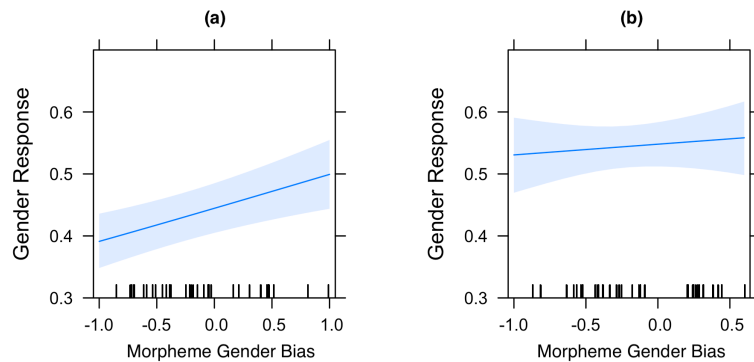 (a)
Gender Response
0.6
0.5
0.4
0.3
-1.0 -0.5 0.0 0.5 1.0
Morpheme Gender Bias
(b)
Gender Response
0.6
0.5
0.4
0.3
-1.0 -0.5 0.0 0.5
Morpheme Gender Bias